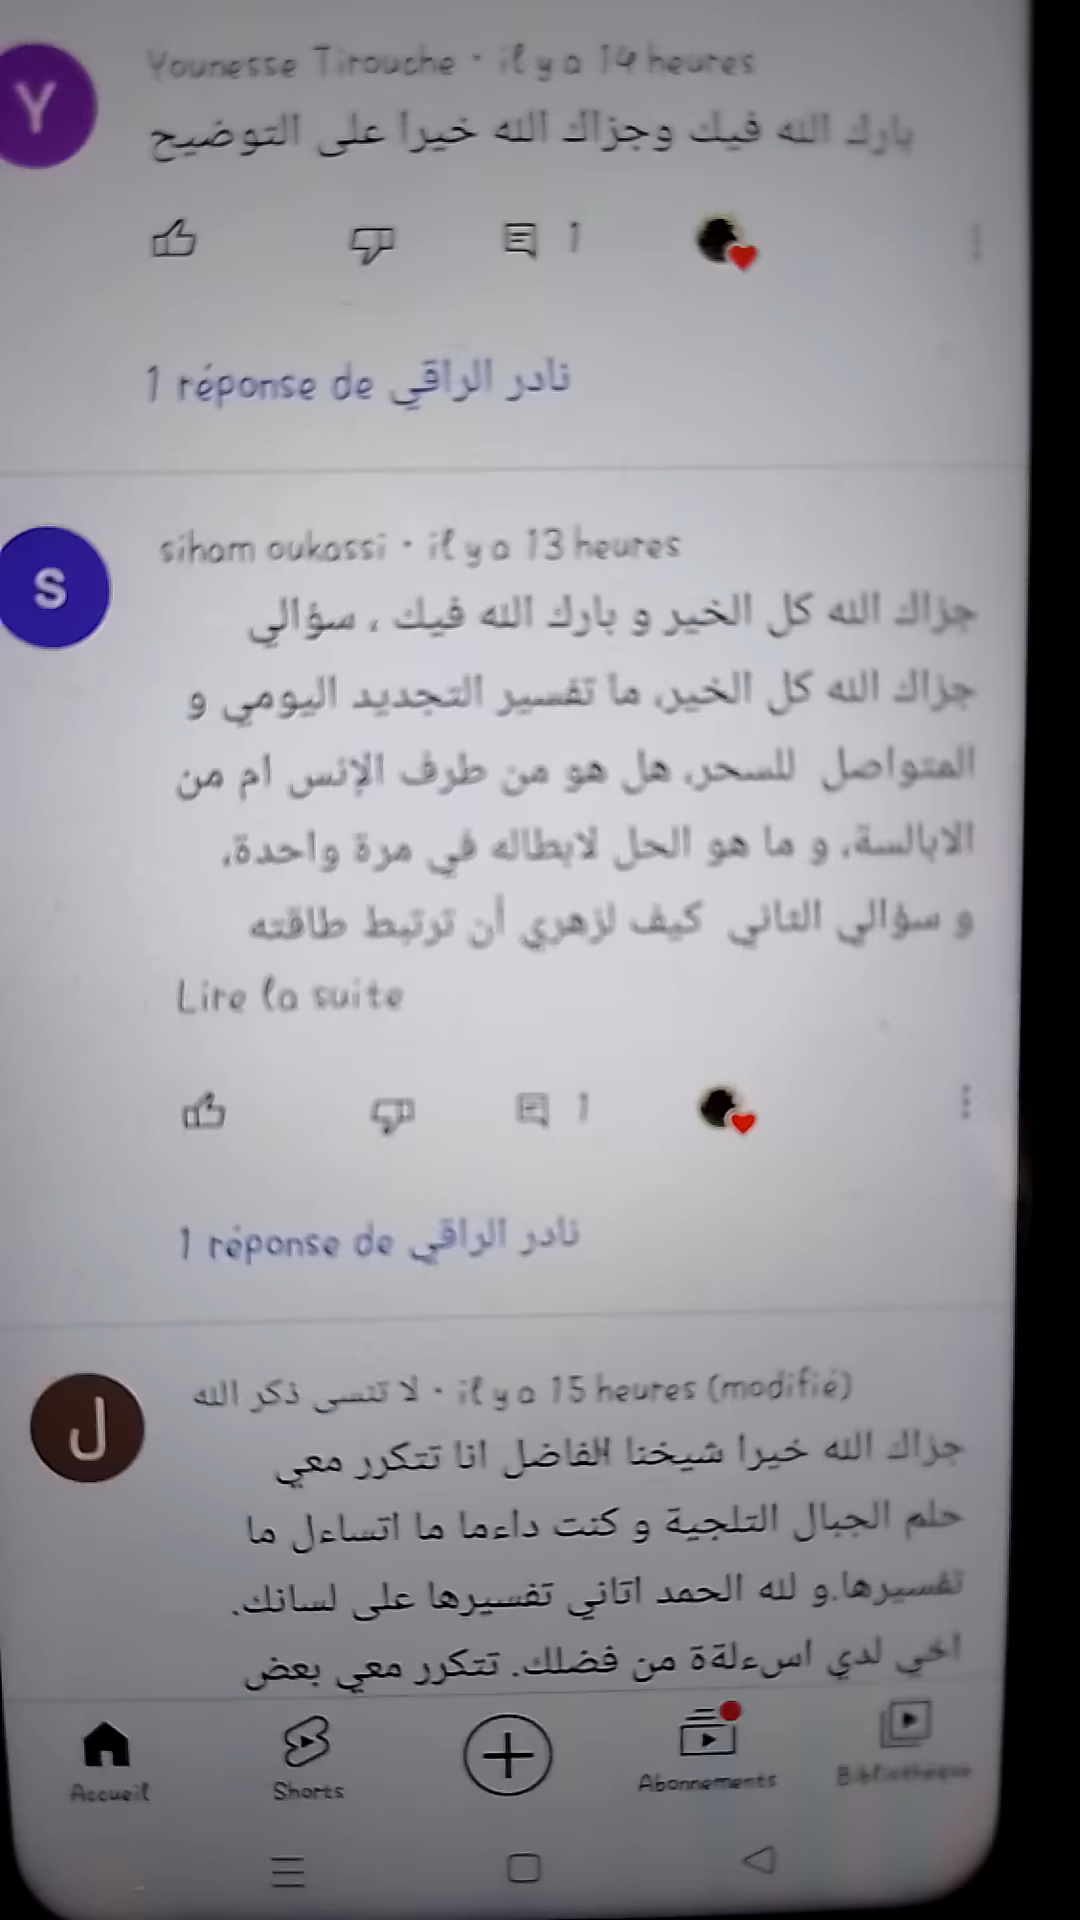 Y
Younesse Tirouche · il y a 14 heures
بارك الله فيك وجزاك الله خيرا على التوضيح
1
1 réponse de نادر الراقي
S
siham oukassi · il y a 13 heures
جزاك الله كل الخير و بارك الله فيك ، سؤالي
جزاك الله كل الخير، ما تفسير التجديد اليومي و
المتواصل للسحر، هل هو من طرف الإنس ام من
الابالسة، و ما هو الحل لابطاله في مرة واحدة،
و سؤالي الثاني كيف لزهري أن ترتبط طاقته
Lire la suite
1
1 réponse de نادر الراقي
ل
لا تنسى ذكر الله · il y a 15 heures (modifié)
جزاك الله خيرا شيخنا الفاضل انا تتكرر معي
حلم الجبال الثلجية و كنت داءما ما اتساءل ما
تفسيرها.و لله الحمد اتاني تفسيرها على لسانك.
اخي لدي اسءلةة من فضلك. تتكرر معي بعض
Accueil
Shorts
Abonnements
Bibliothèque